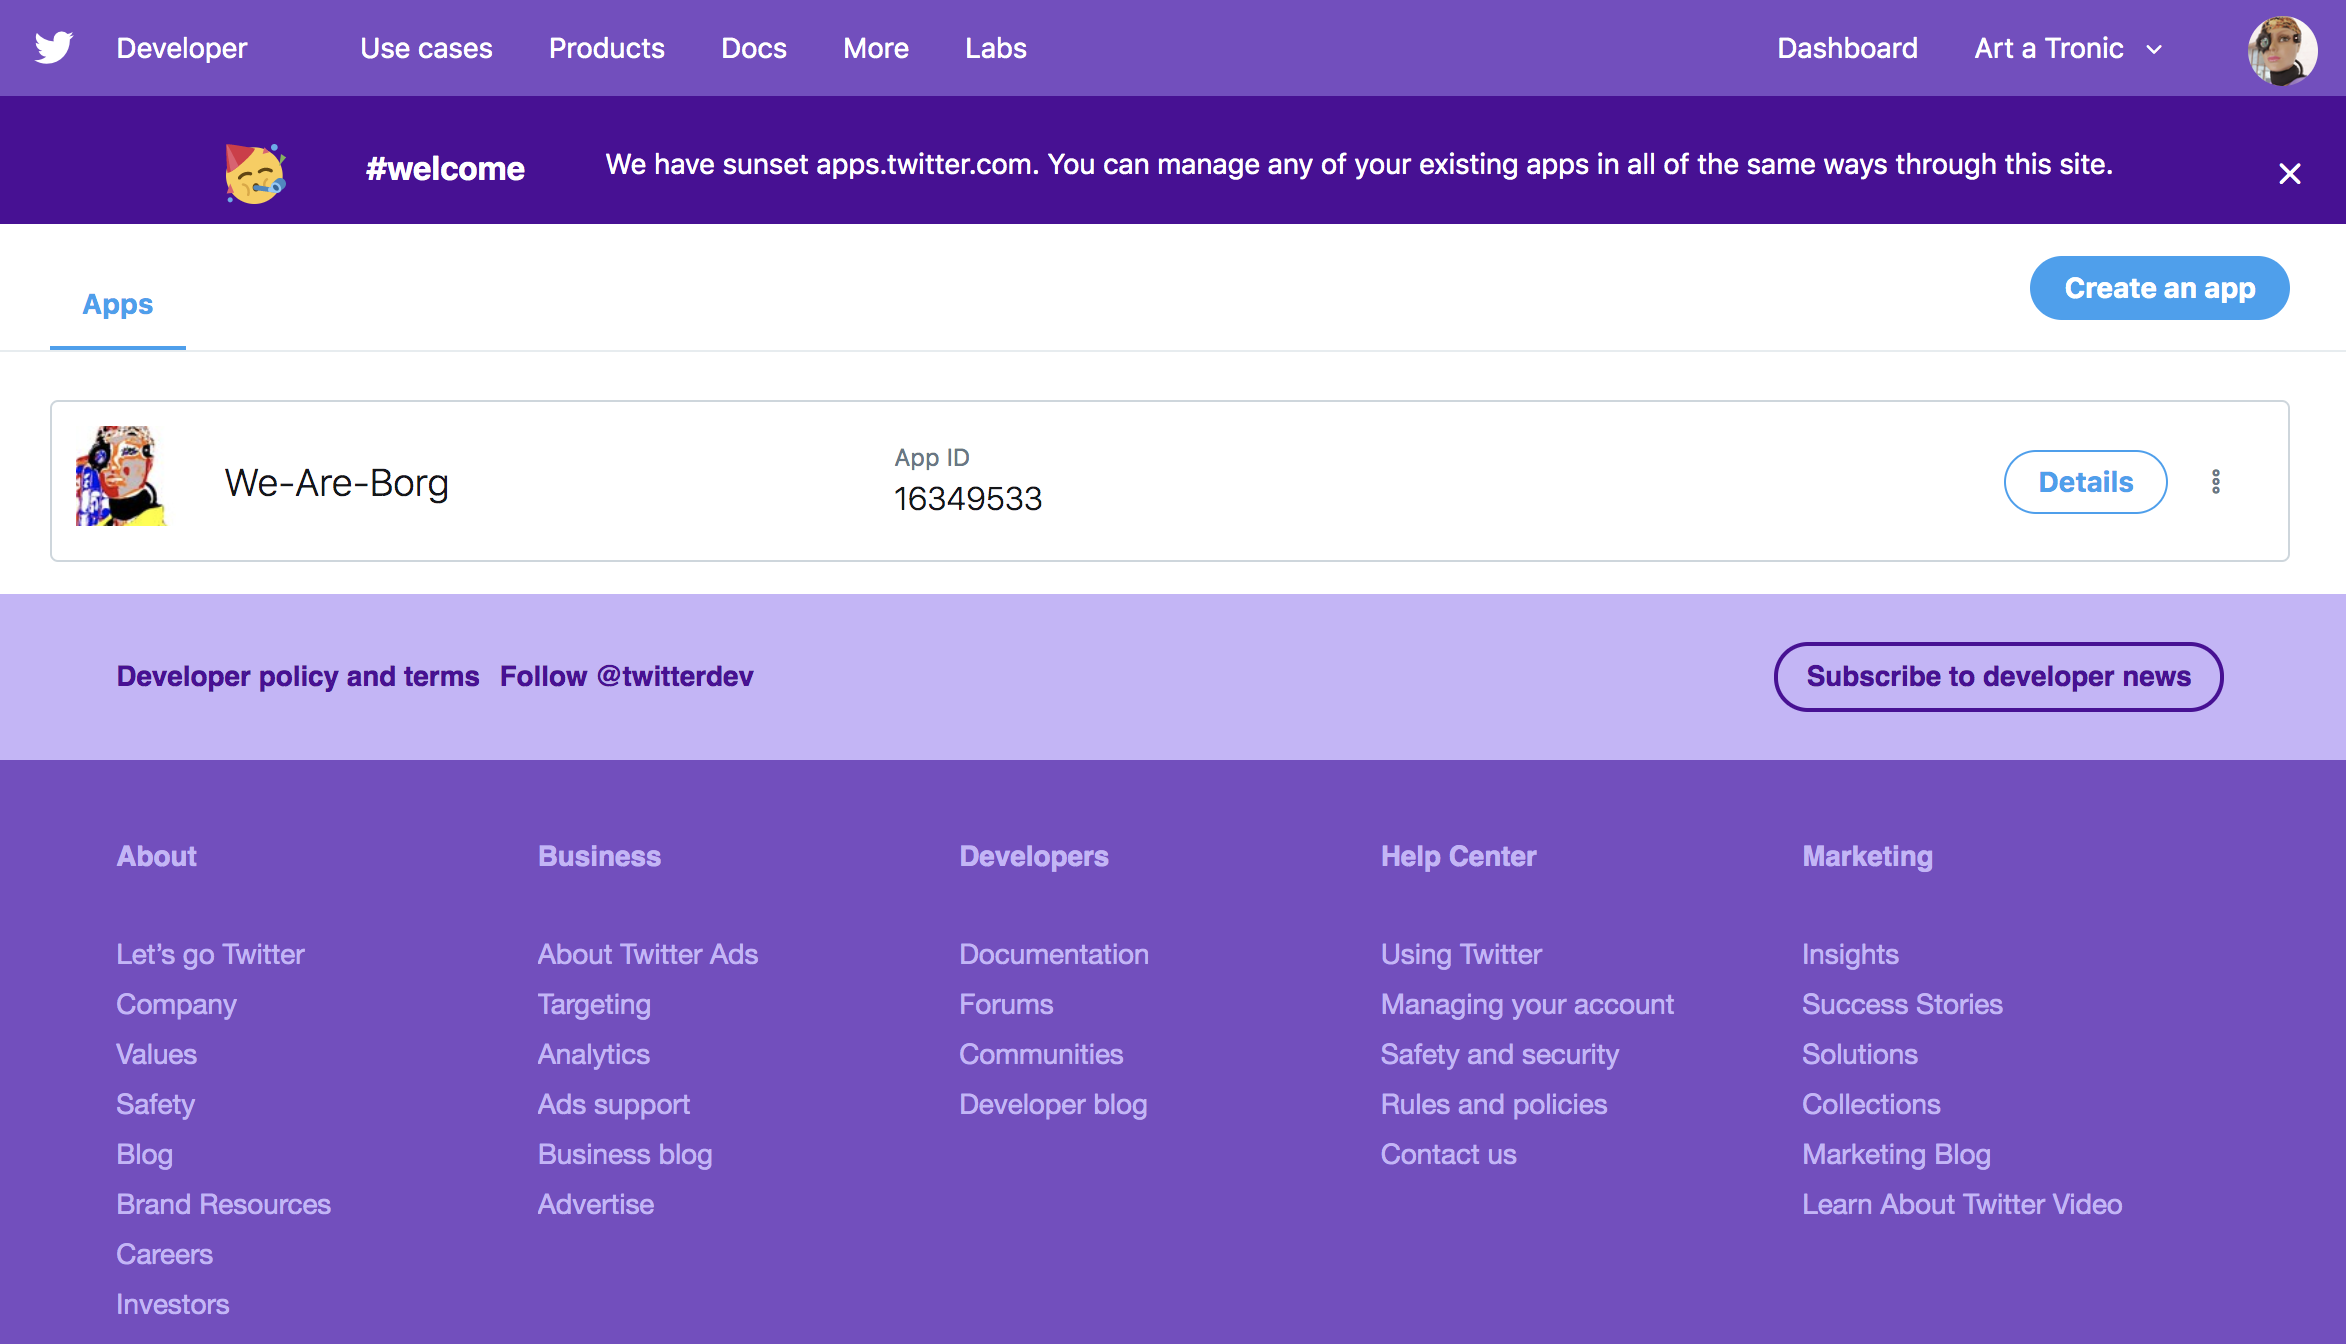 Developer Use cases Products Docs More Labs Dashboard Art a Tronic
#welcome We have sunset apps.twitter.com. You can manage any of your existing apps in all of the same ways through this site.
Apps
Create an app
We-Are-Borg
App ID
16349533
Details
Developer policy and terms Follow @twitterdev
Subscribe to developer news
About
Let’s go Twitter
Company
Values
Safety
Blog
Brand Resources
Careers
Investors
Business
About Twitter Ads
Targeting
Analytics
Ads support
Business blog
Advertise
Developers
Documentation
Forums
Communities
Developer blog
Help Center
Using Twitter
Managing your account
Safety and security
Rules and policies
Contact us
Marketing
Insights
Success Stories
Solutions
Collections
Marketing Blog
Learn About Twitter Video